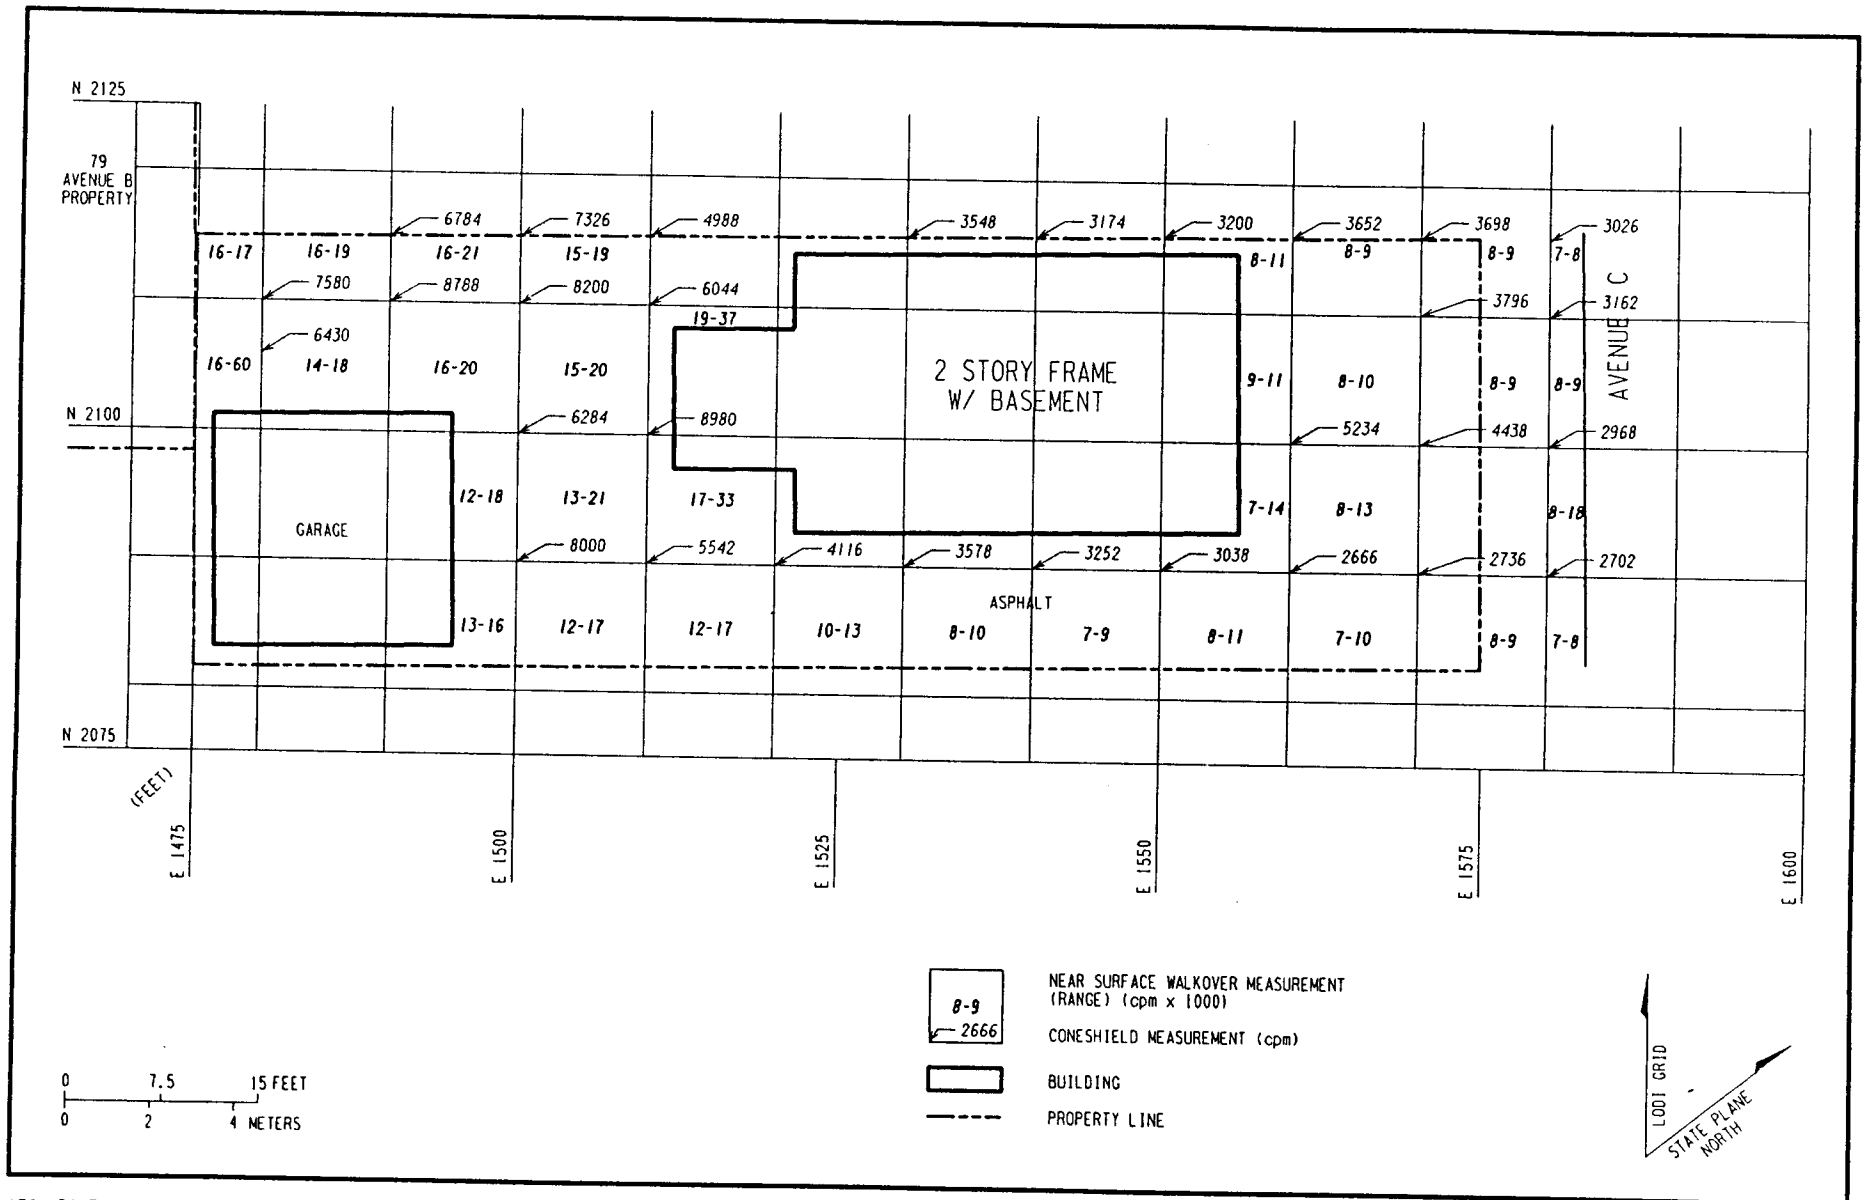 N 2125
79
AVENUE B
PROPERTY
6784 7326 4988 3548 3174 3200 3652 3698 3026
16-17 16-19 16-21 15-19 8-11 8-9 8-9 7-8
7580 8788 8200 6044 3796 3162
19-37
6430
16-60 14-18 16-20 15-20 9-11 8-10 8-9 8-9
2 STORY FRAME
W/ BASEMENT
AVENUE C
N 2100
6284 8980 5234 4438 2968
12-18 13-21 17-33 7-14 8-13 8-18
GARAGE
8000 5542 4116 3578 3252 3038 2666 2736 2702
ASPHALT
13-16 12-17 12-17 10-13 8-10 7-9 8-11 7-10 8-9 7-8
N 2075
(FEET)
E 1475
E 1500
E 1525
E 1550
E 1575
E 1600
8-9
2666
NEAR SURFACE WALKOVER MEASUREMENT
(RANGE) (cpm x 1000)
CONESHIELD MEASUREMENT (cpm)
BUILDING
PROPERTY LINE
0 7.5 15 FEET
0 2 4 METERS
LODI GRID
STATE PLANE
NORTH